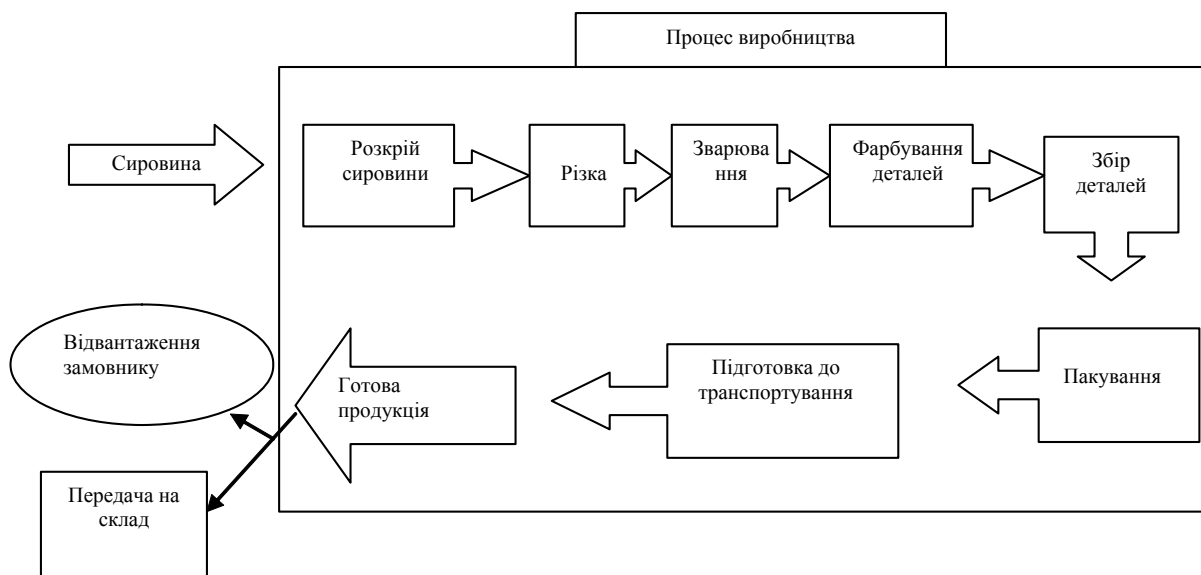 Процес виробництва
Сировина
Розкрій
сировини
Різка
Зварюва
ння
Фарбування
деталей
Збір
деталей
Відвантаження
замовнику
Готова
продукція
Підготовка до
транспортування
Пакування
Передача на
склад